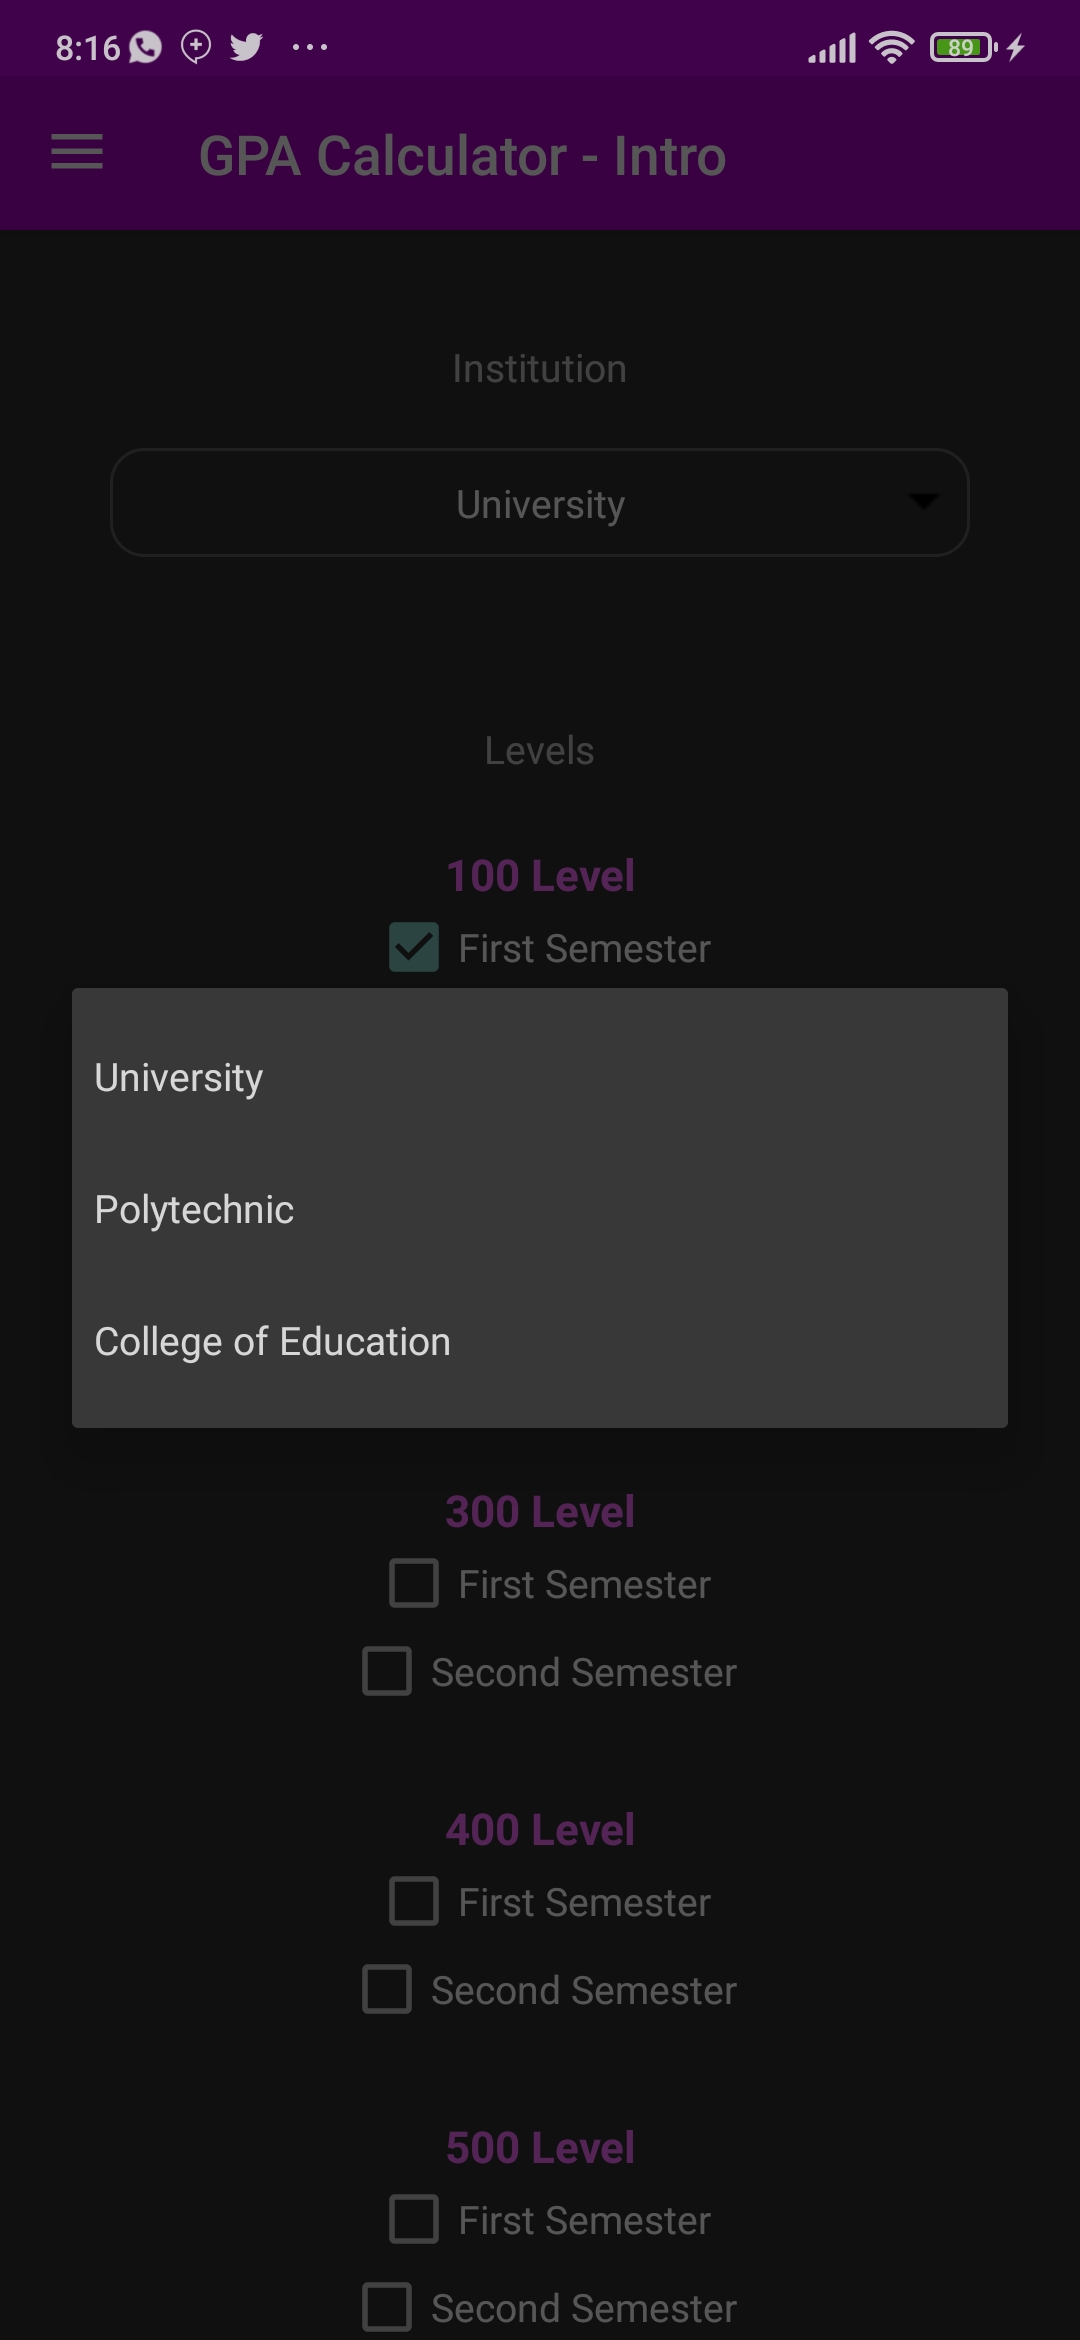 8:16
89
GPA Calculator - Intro
Institution
University
Levels
100 Level
First Semester
University
Polytechnic
College of Education
300 Level
First Semester
Second Semester
400 Level
First Semester
Second Semester
500 Level
First Semester
Second Semester